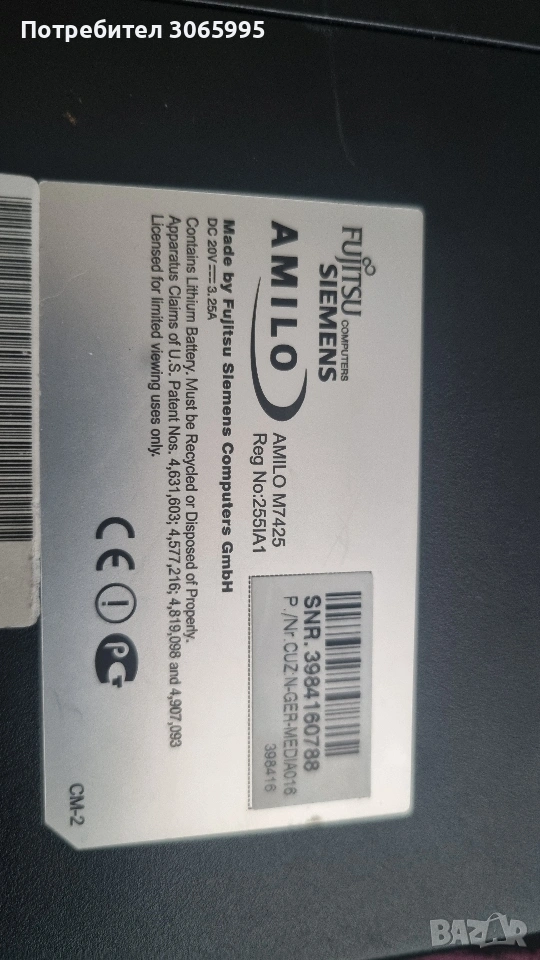 Потребител 3065995
FUJITSU COMPUTERS
SIEMENS
AMILO
AMILO M7425
Reg No:255IA1
SNR. 3984160788
P./Nr.CUZ:N-GER-MEDIA016
398416
Made by Fujitsu Siemens Computers GmbH
DC 20V 3.25A
Contains Lithium Battery. Must be Recycled or Disposed of Properly.
Apparatus Claims of U.S. Patent Nos. 4,631,603; 4,577,216; 4,819,098 and 4,907,093
Licensed for limited viewing uses only.
CE
PG
CM-2
BAZAR